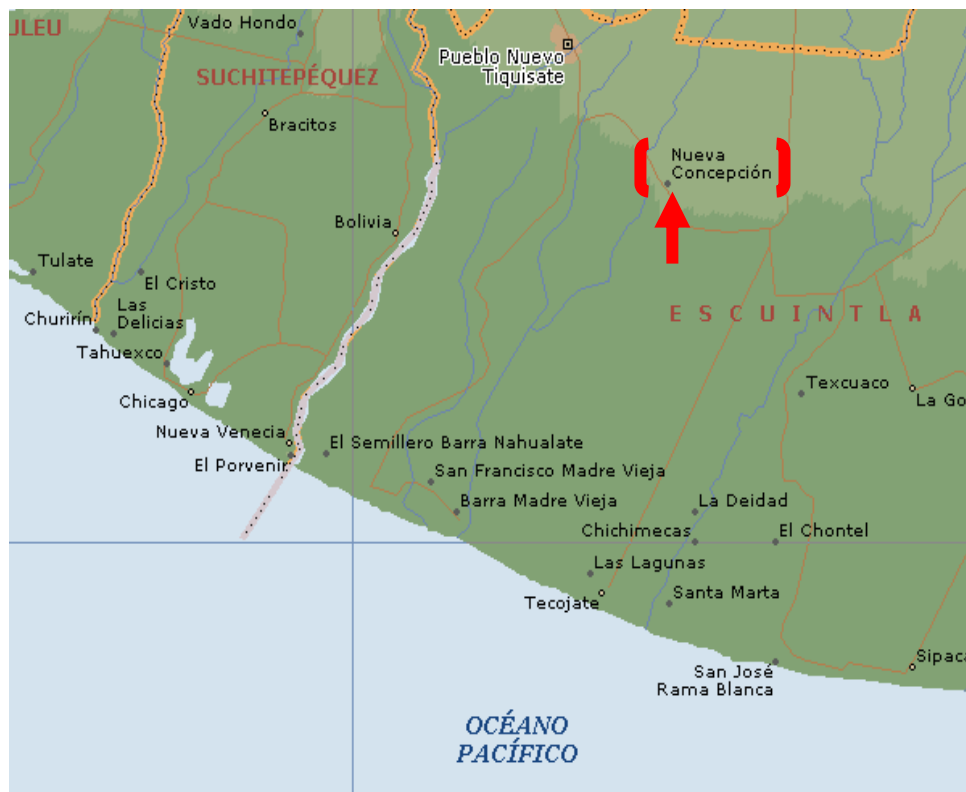 ULEU
Vado Hondo
Pueblo Nuevo
Tiquisate
SUCHITEPÉQUEZ
Bracitos
Nueva
Concepción
Bolivia
Tulate
El Cristo
Las
Delicias
Churirín
ESCUINTLA
Tahuexco
Texcuaco
Chicago
La Go
Nueva Venecia
El Semillero Barra Nahualate
El Porvenir
San Francisco Madre Vieja
Barra Madre Vieja
La Deidad
Chichimecas
El Chontel
Las Lagunas
Santa Marta
Tecojate
Sipaca
San José
Rama Blanca
OCÉANO
PACÍFICO